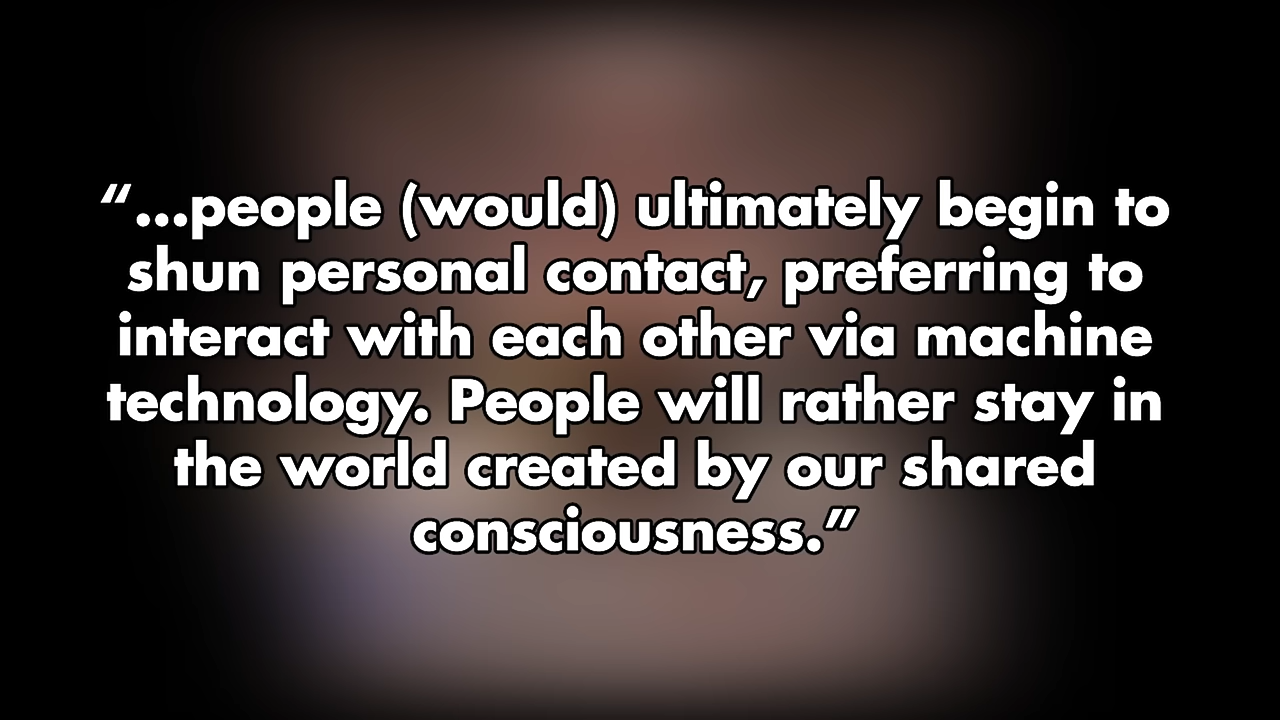 “...people (would) ultimately begin to
shun personal contact, preferring to
interact with each other via machine
technology. People will rather stay in
the world created by our shared
consciousness.”